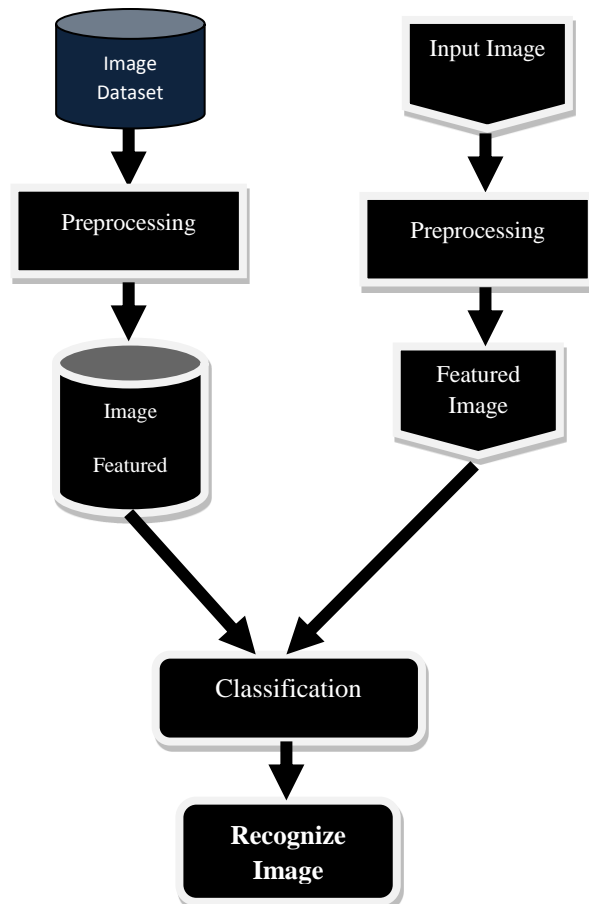 Image
Dataset
Input Image
Preprocessing
Preprocessing
Image
Featured
Featured
Image
Classification
Recognize
Image